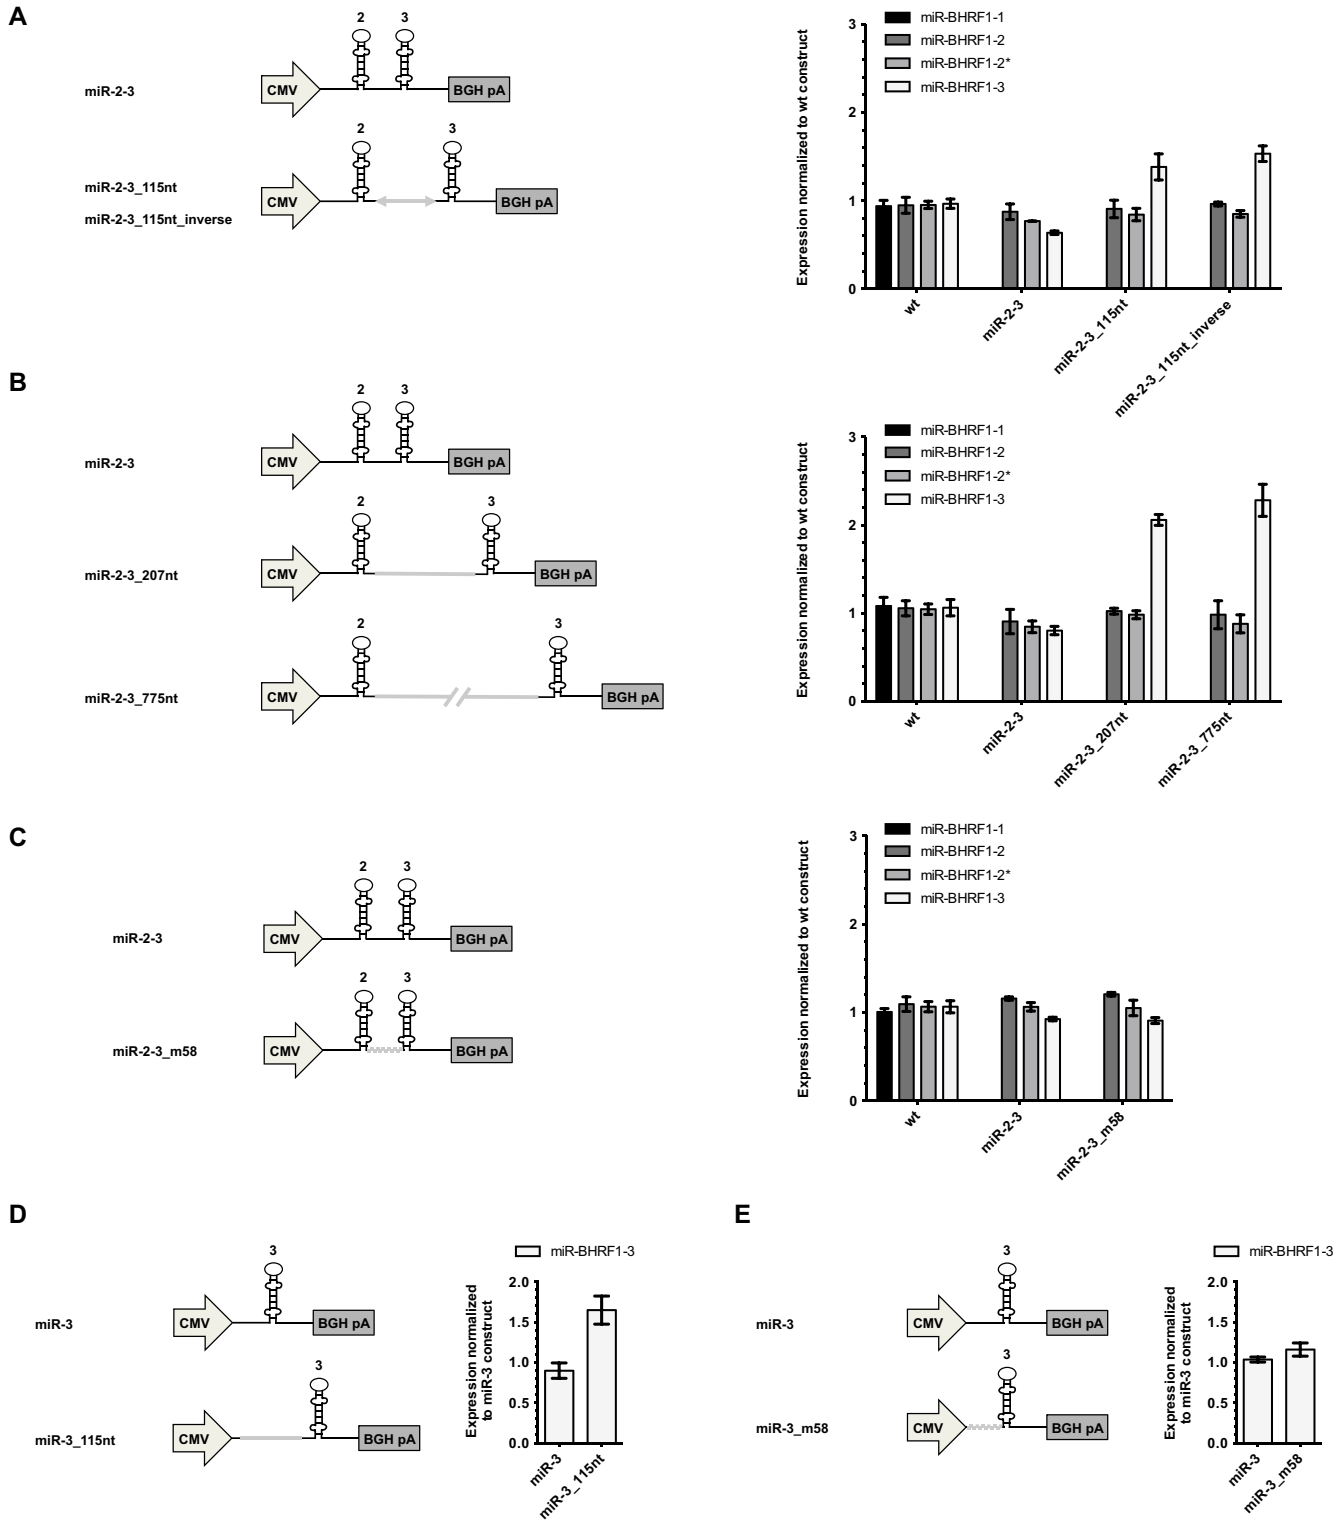 A
2 3
miR-2-3
CMV
BGH pA
2 3
miR-2-3_115nt
miR-2-3_115nt_inverse
CMV
BGH pA
miR-BHRF1-1
miR-BHRF1-2
miR-BHRF1-2*
miR-BHRF1-3
Expression normalized to wt construct
3
2
1
0
wt
miR-2-3
miR-2-3_115nt
miR-2-3_115nt_inverse
B
2 3
miR-2-3
CMV
BGH pA
2 3
miR-2-3_207nt
CMV
BGH pA
2 3
miR-2-3_775nt
CMV
BGH pA
miR-BHRF1-1
miR-BHRF1-2
miR-BHRF1-2*
miR-BHRF1-3
Expression normalized to wt construct
3
2
1
0
wt
miR-2-3
miR-2-3_207nt
miR-2-3_775nt
C
2 3
miR-2-3
CMV
BGH pA
2 3
miR-2-3_m58
CMV
BGH pA
miR-BHRF1-1
miR-BHRF1-2
miR-BHRF1-2*
miR-BHRF1-3
Expression normalized to wt construct
3
2
1
0
wt
miR-2-3
miR-2-3_m58
D
3
miR-3
CMV
BGH pA
3
miR-3_115nt
CMV
BGH pA
miR-BHRF1-3
Expression normalized
to miR-3 construct
2.0
1.5
1.0
0.5
0.0
miR-3
miR-3_115nt
E
3
miR-3
CMV
BGH pA
3
miR-3_m58
CMV
BGH pA
miR-BHRF1-3
Expression normalized
to miR-3 construct
2.0
1.5
1.0
0.5
0.0
miR-3
miR-3_m58